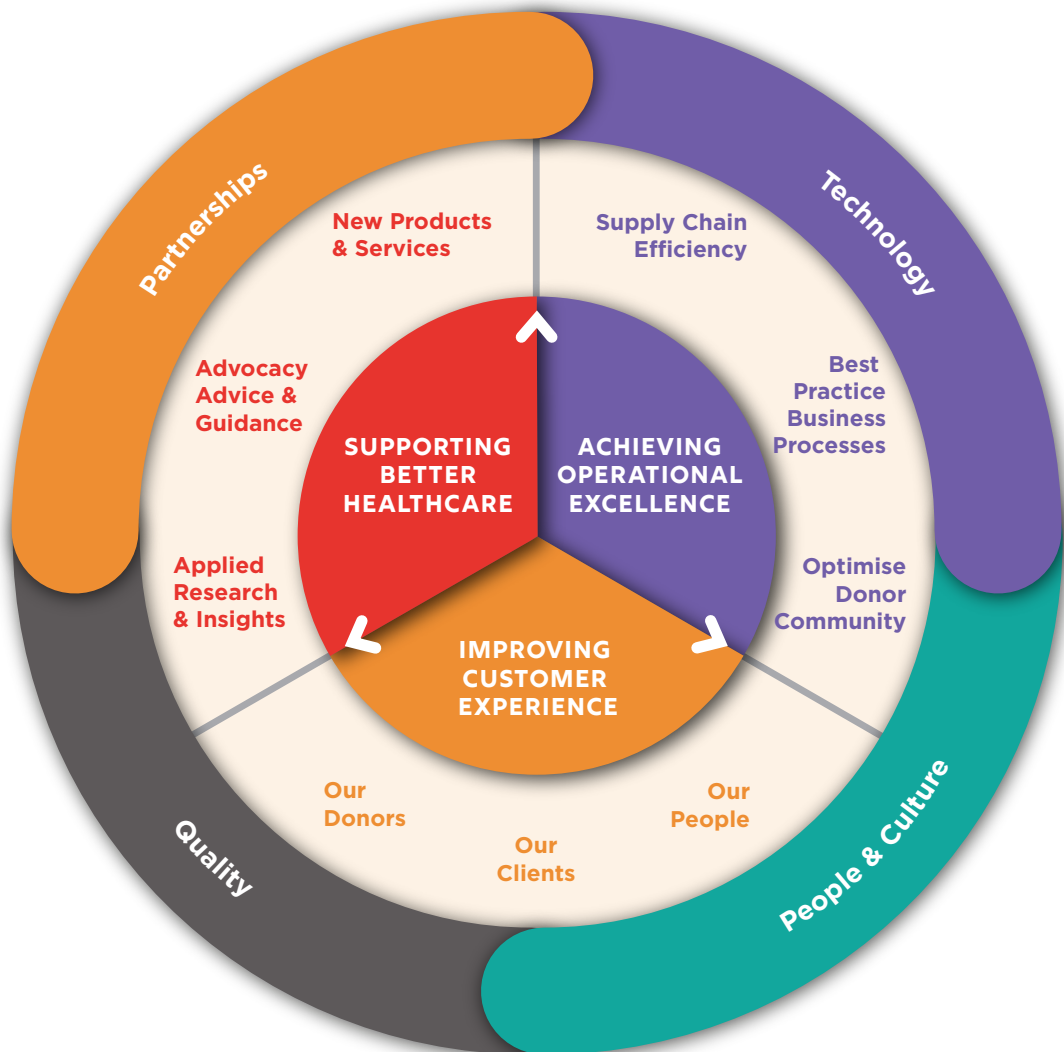 Partnerships
Technology
New Products
& Services
Supply Chain
Efficiency
Advocacy
Advice &
Guidance
Best
Practice
Business
Processes
SUPPORTING
BETTER
HEALTHCARE
ACHIEVING
OPERATIONAL
EXCELLENCE
Applied
Research
& Insights
Optimise
Donor
Community
IMPROVING
CUSTOMER
EXPERIENCE
Our
Donors
Our
Clients
Our
People
Quality
People & Culture